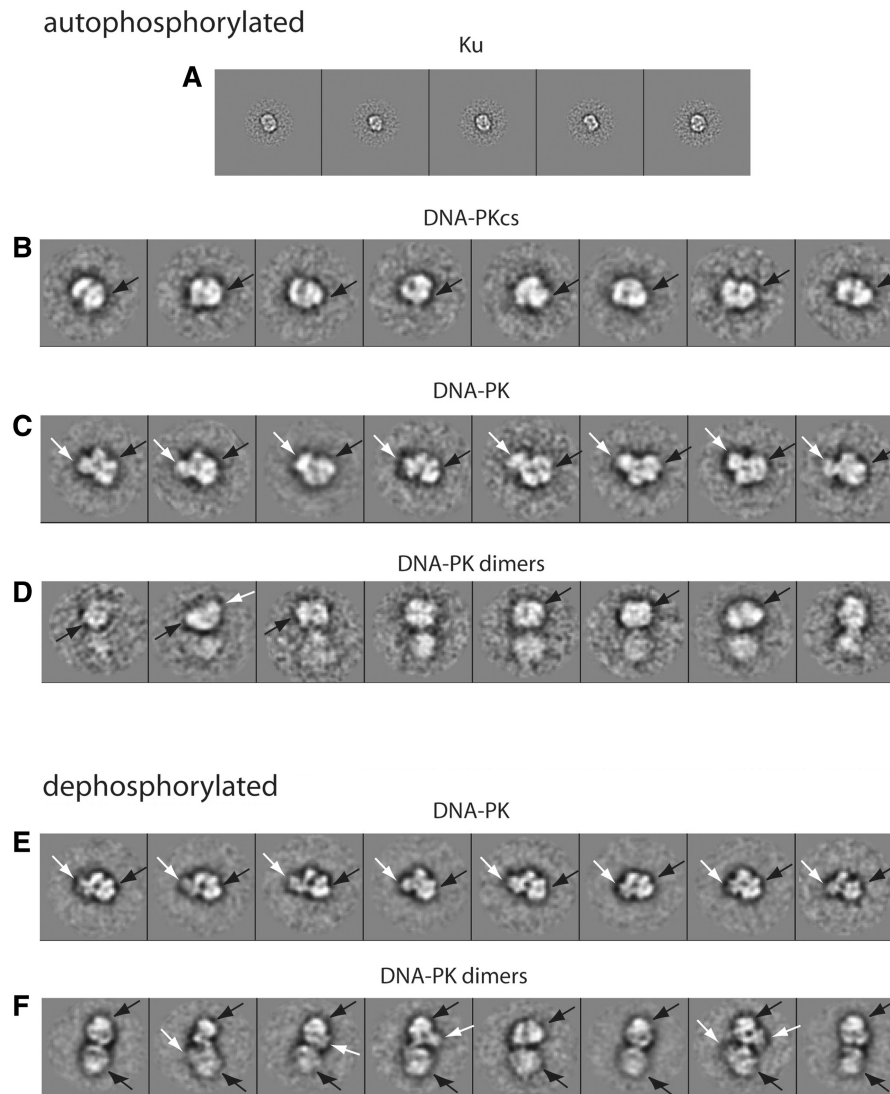 autophosphorylated
Ku
A
DNA-PKcs
B
DNA-PK
C
DNA-PK dimers
D
dephosphorylated
DNA-PK
E
DNA-PK dimers
F